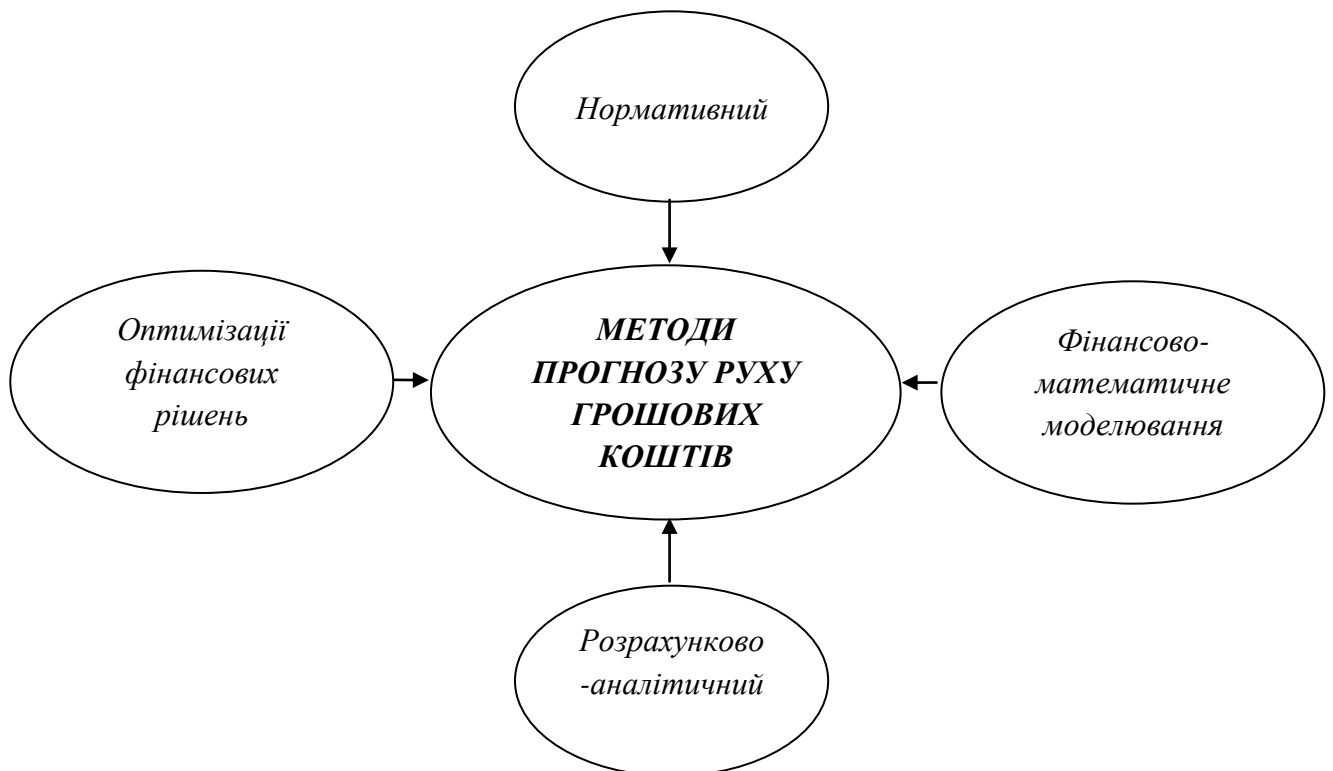 Нормативний
Оптимізації
фінансових
рішень
МЕТОДИ
ПРОГНОЗУ РУХУ
ГРОШОВИХ
КОШТІВ
Фінансово-
математичне
моделювання
Розрахунково
-аналітичний